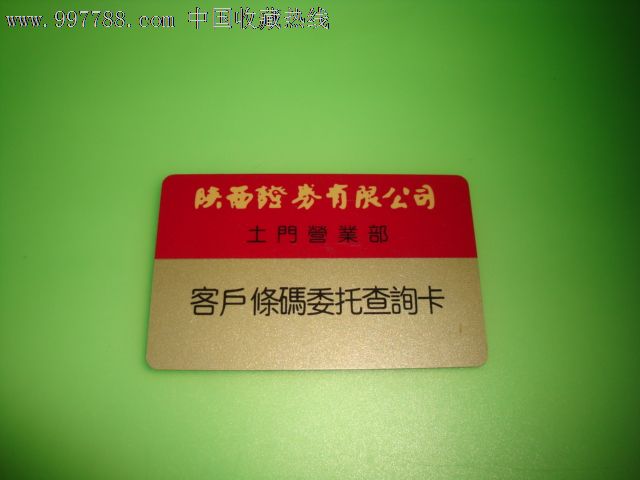 www.997788.com 中国收藏热线
陕西證券有限公司
土門營業部
客戶條碼委托查詢卡